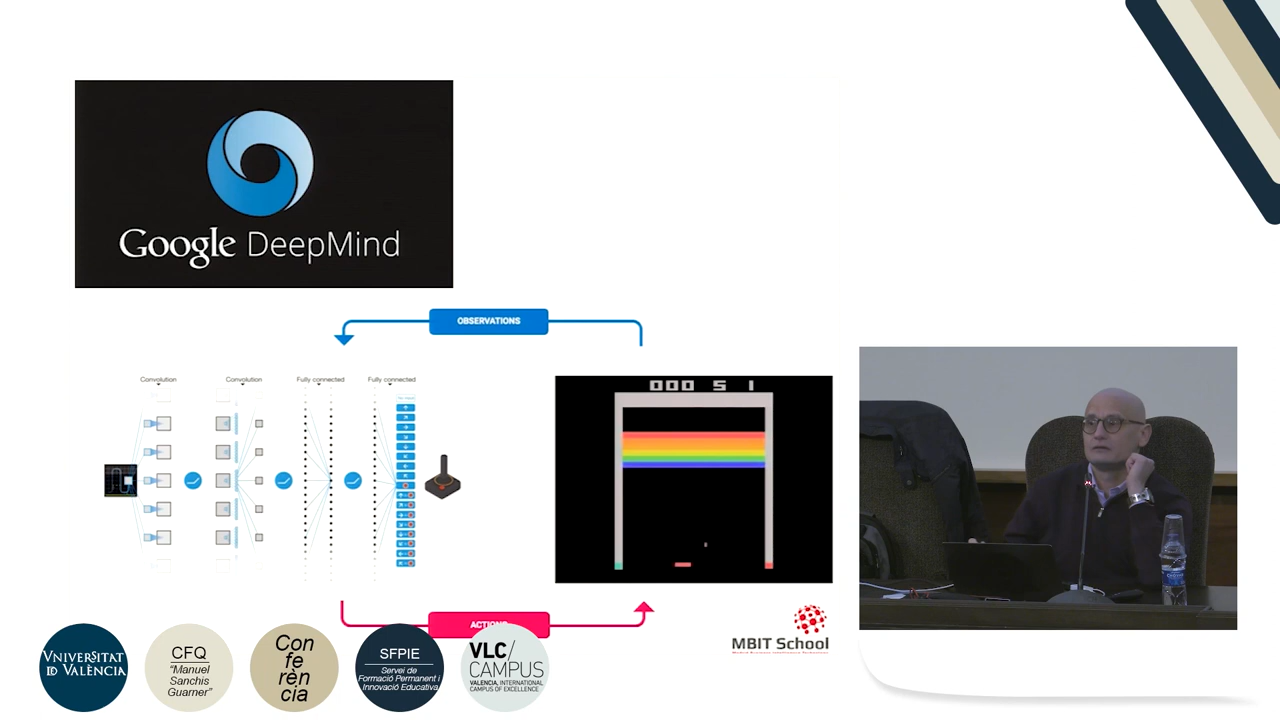 Google DeepMind
OBSERVATIONS
Convolution
Convolution
Fully connected
Fully connected
000 5 1
ACTIONS
MBIT School
VNIVERSITAT
ID VALÈNCIA
CFQ
“Manuel
Sanchis
Guarner”
Con
fe
rèn
cia
SFPIE
Servei de
Formació Permanent i
Innovació Educativa
VLC/
CAMPUS
VALENCIA, INTERNATIONAL
CAMPUS OF EXCELLENCE